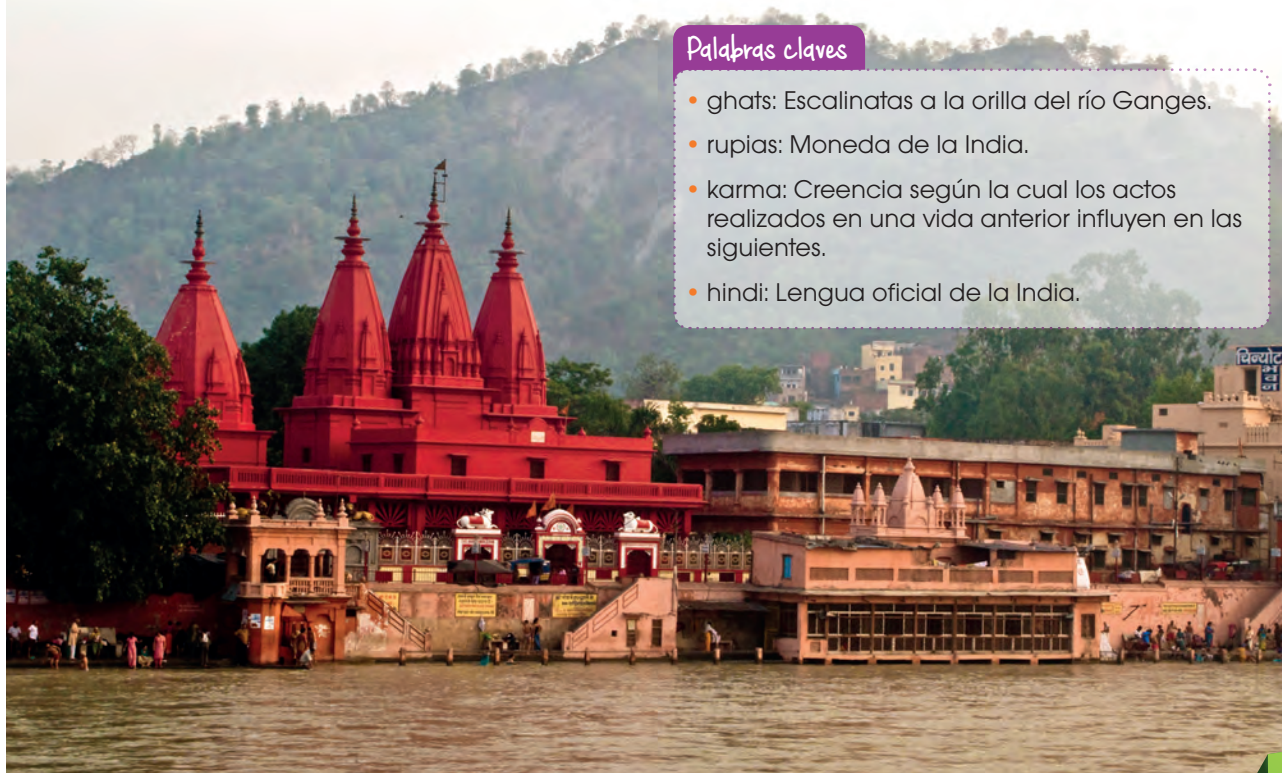 Palabras claves
• ghats: Escalinatas a la orilla del río Ganges.
• rupias: Moneda de la India.
• karma: Creencia según la cual los actos
realizados en una vida anterior influyen en las
siguientes.
• hindi: Lengua oficial de la India.
भवन